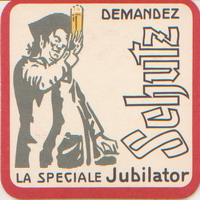 DEMANDEZ
Schutz
LA SPECIALE Jubilator